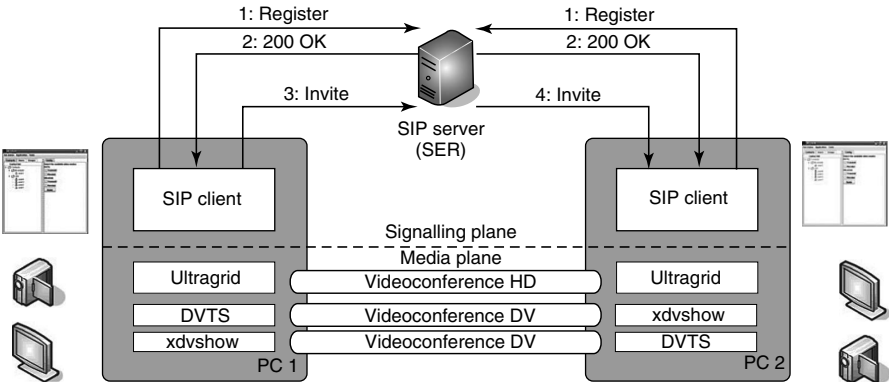 1: Register
1: Register
2: 200 OK
2: 200 OK
3: Invite
4: Invite
SIP server
(SER)
SIP client
SIP client
Signalling plane
Media plane
Ultragrid
Videoconference HD
Ultragrid
DVTS
Videoconference DV
xdvshow
xdvshow
Videoconference DV
DVTS
PC 1
PC 2